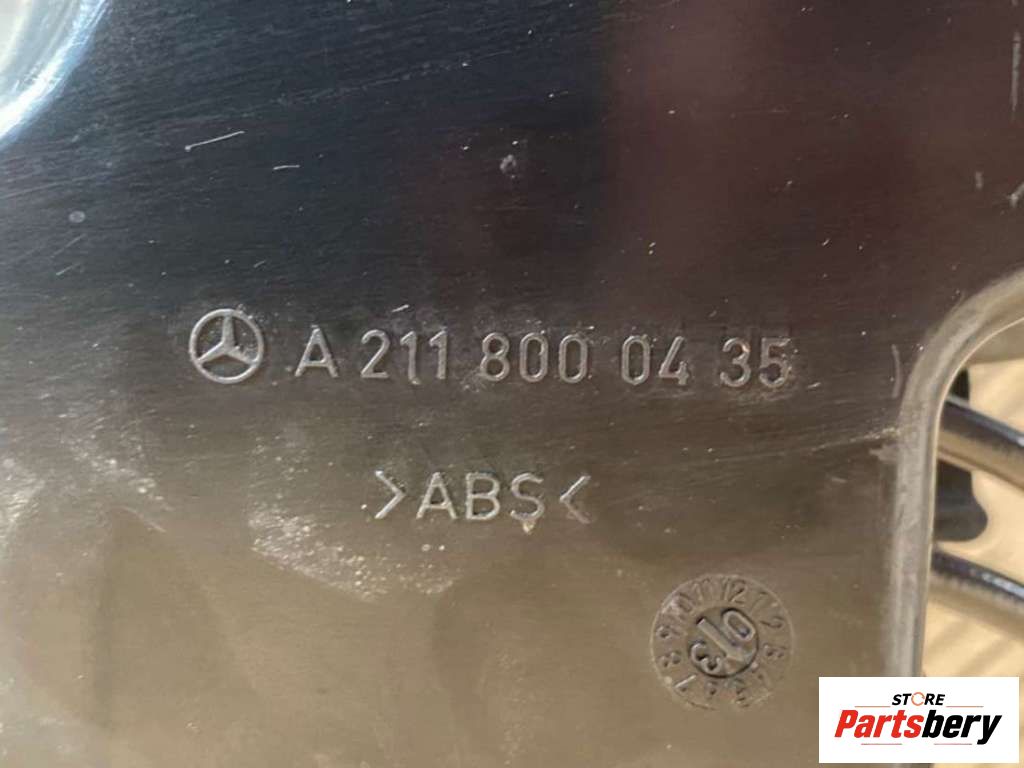 A 211 800 04 35
>ABS<
STORE
Partsbery